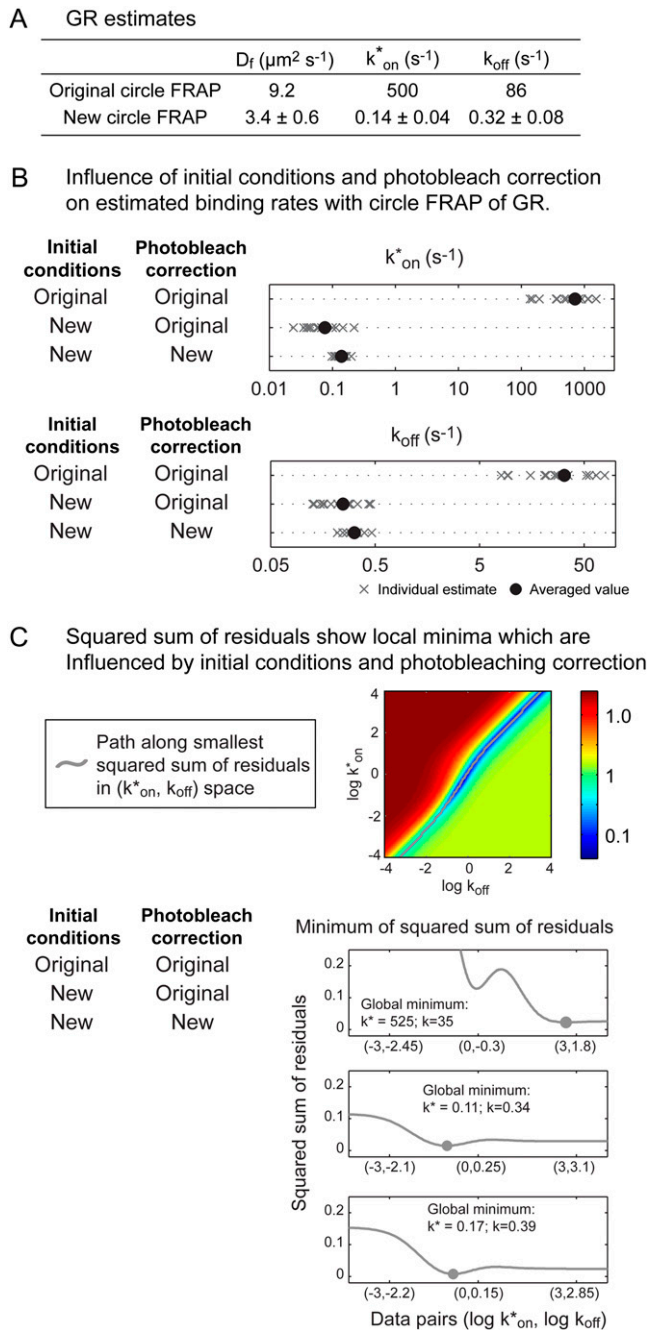 A GR estimates
Df (μm² s-1) k*on (s-1) koff (s-1)
Original circle FRAP 9.2 500 86
New circle FRAP 3.4 ± 0.6 0.14 ± 0.04 0.32 ± 0.08
B Influence of initial conditions and photobleach correction
on estimated binding rates with circle FRAP of GR.
Initial conditions Photobleach correction k*on (s-1)
Original Original
New Original
New New
0.01 0.1 1 10 100 1000
Initial conditions Photobleach correction koff (s-1)
Original Original
New Original
New New
0.05 0.5 5 50
× Individual estimate ● Averaged value
C Squared sum of residuals show local minima which are
Influenced by initial conditions and photobleaching correction
Path along smallest
squared sum of residuals
in (k*on, koff) space
log k*on
4
2
0
-2
-4
-4 -2 0 2 4
log koff
1.0
1
0.1
Initial conditions Photobleach correction
Original Original
New Original
New New
Minimum of squared sum of residuals
Squared sum of residuals
0.2
0.1
0
Global minimum:
k* = 525; k=35
(-3,-2.45) (0,-0.3) (3,1.8)
0.2
0.1
0
Global minimum:
k* = 0.11; k=0.34
(-3,-2.1) (0,0.25) (3,3.1)
0.2
0.1
0
Global minimum:
k* = 0.17; k=0.39
(-3,-2.2) (0,0.15) (3,2.85)
Data pairs (log k*on, log koff)